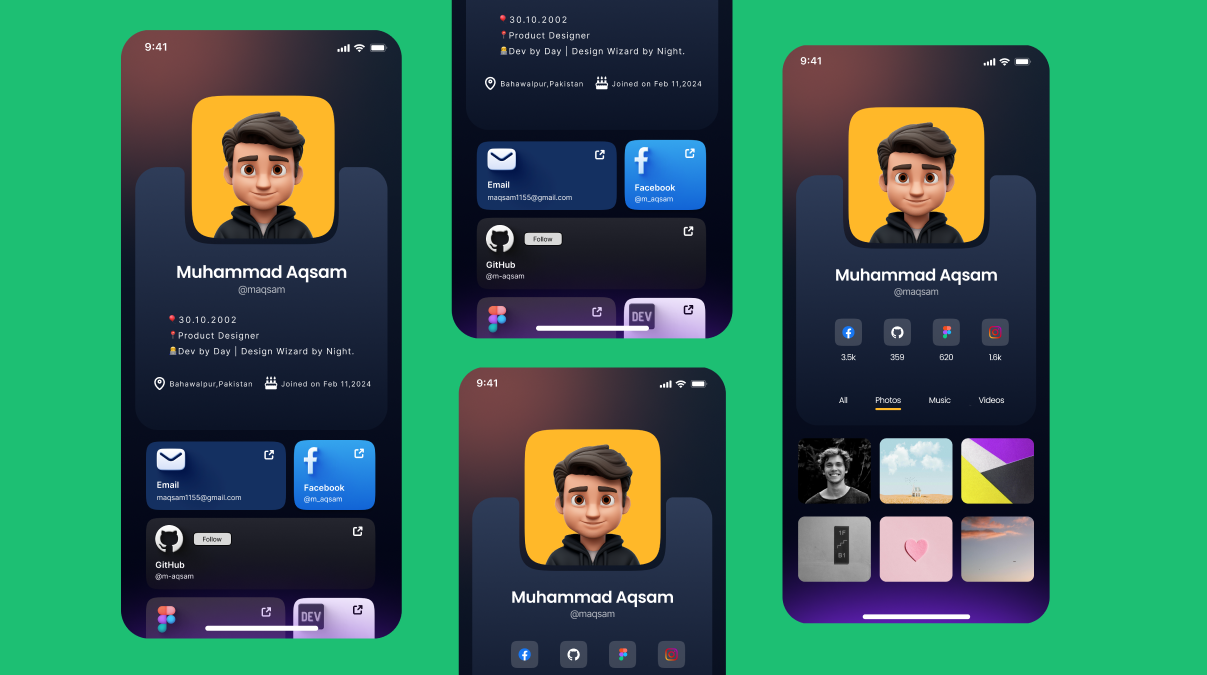 9:41
Muhammad Aqsam
@maqsam
30.10.2002
Product Designer
Dev by Day | Design Wizard by Night.
Bahawalpur,Pakistan Joined on Feb 11,2024
Email
maqsam1155@gmail.com
Facebook
@m_aqsam
Follow
GitHub
@m-aqsam
DEV
30.10.2002
Product Designer
Dev by Day | Design Wizard by Night.
Bahawalpur,Pakistan Joined on Feb 11,2024
Email
maqsam1155@gmail.com
Facebook
@m_aqsam
Follow
GitHub
@m-aqsam
DEV
9:41
Muhammad Aqsam
@maqsam
9:41
Muhammad Aqsam
@maqsam
3.5k 359 620 1.6k
All Photos Music Videos
1F
B1